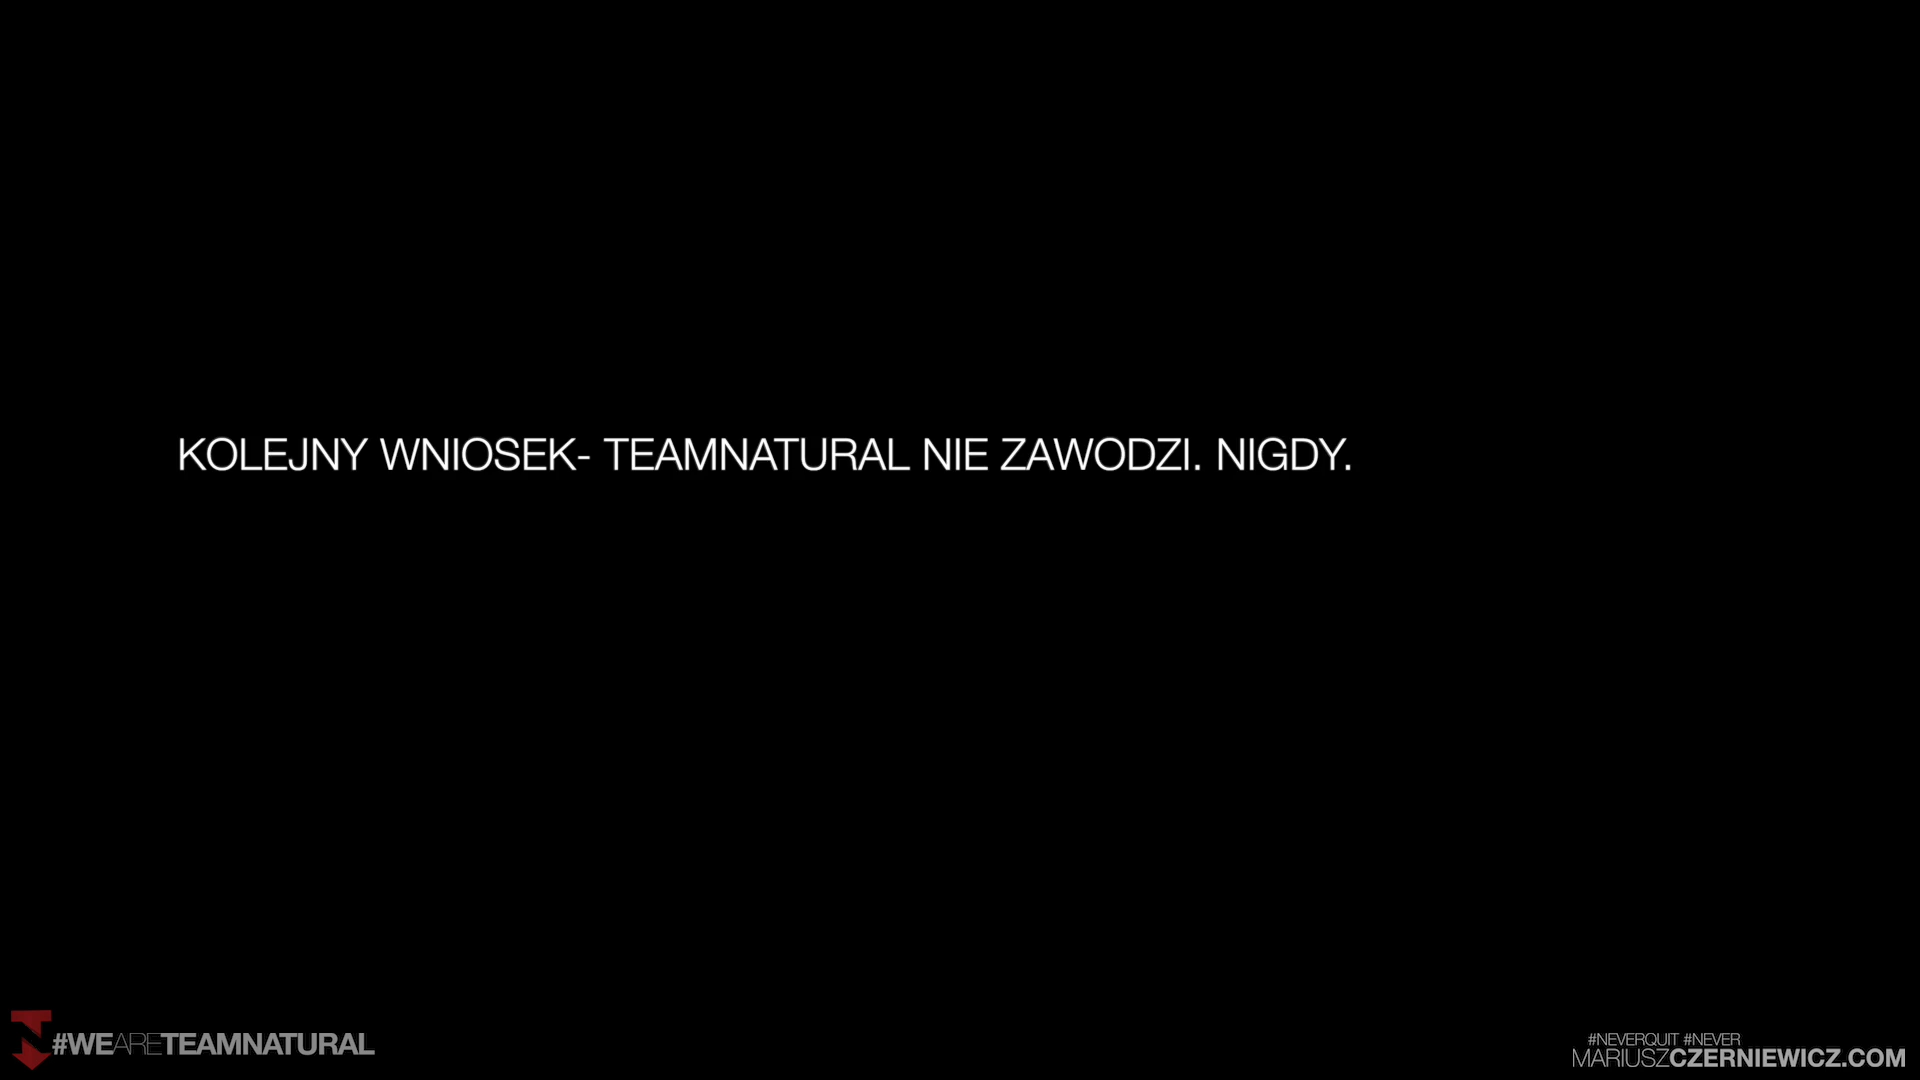 KOLEJNY WNIOSEK- TEAMNATURAL NIE ZAWODZI. NIGDY.
#WEARETEAMNATURAL
#NEVERQUIT #NEVER
MARIUSZCZERNIEWICZ.COM